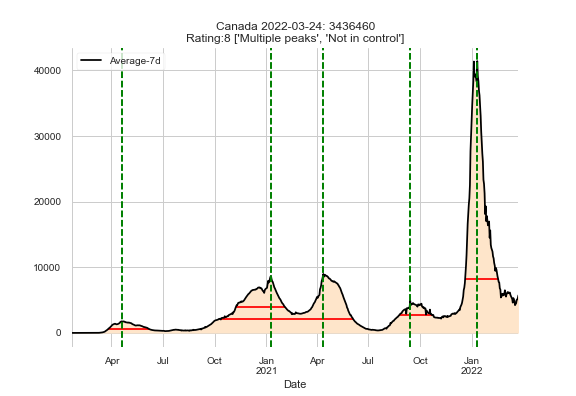 Canada 2022-03-24: 3436460
Rating:8 ['Multiple peaks', 'Not in control']
Average-7d
40000
30000
20000
10000
0
Apr Jul Oct Jan Apr Jul Oct Jan
2021 2022
Date